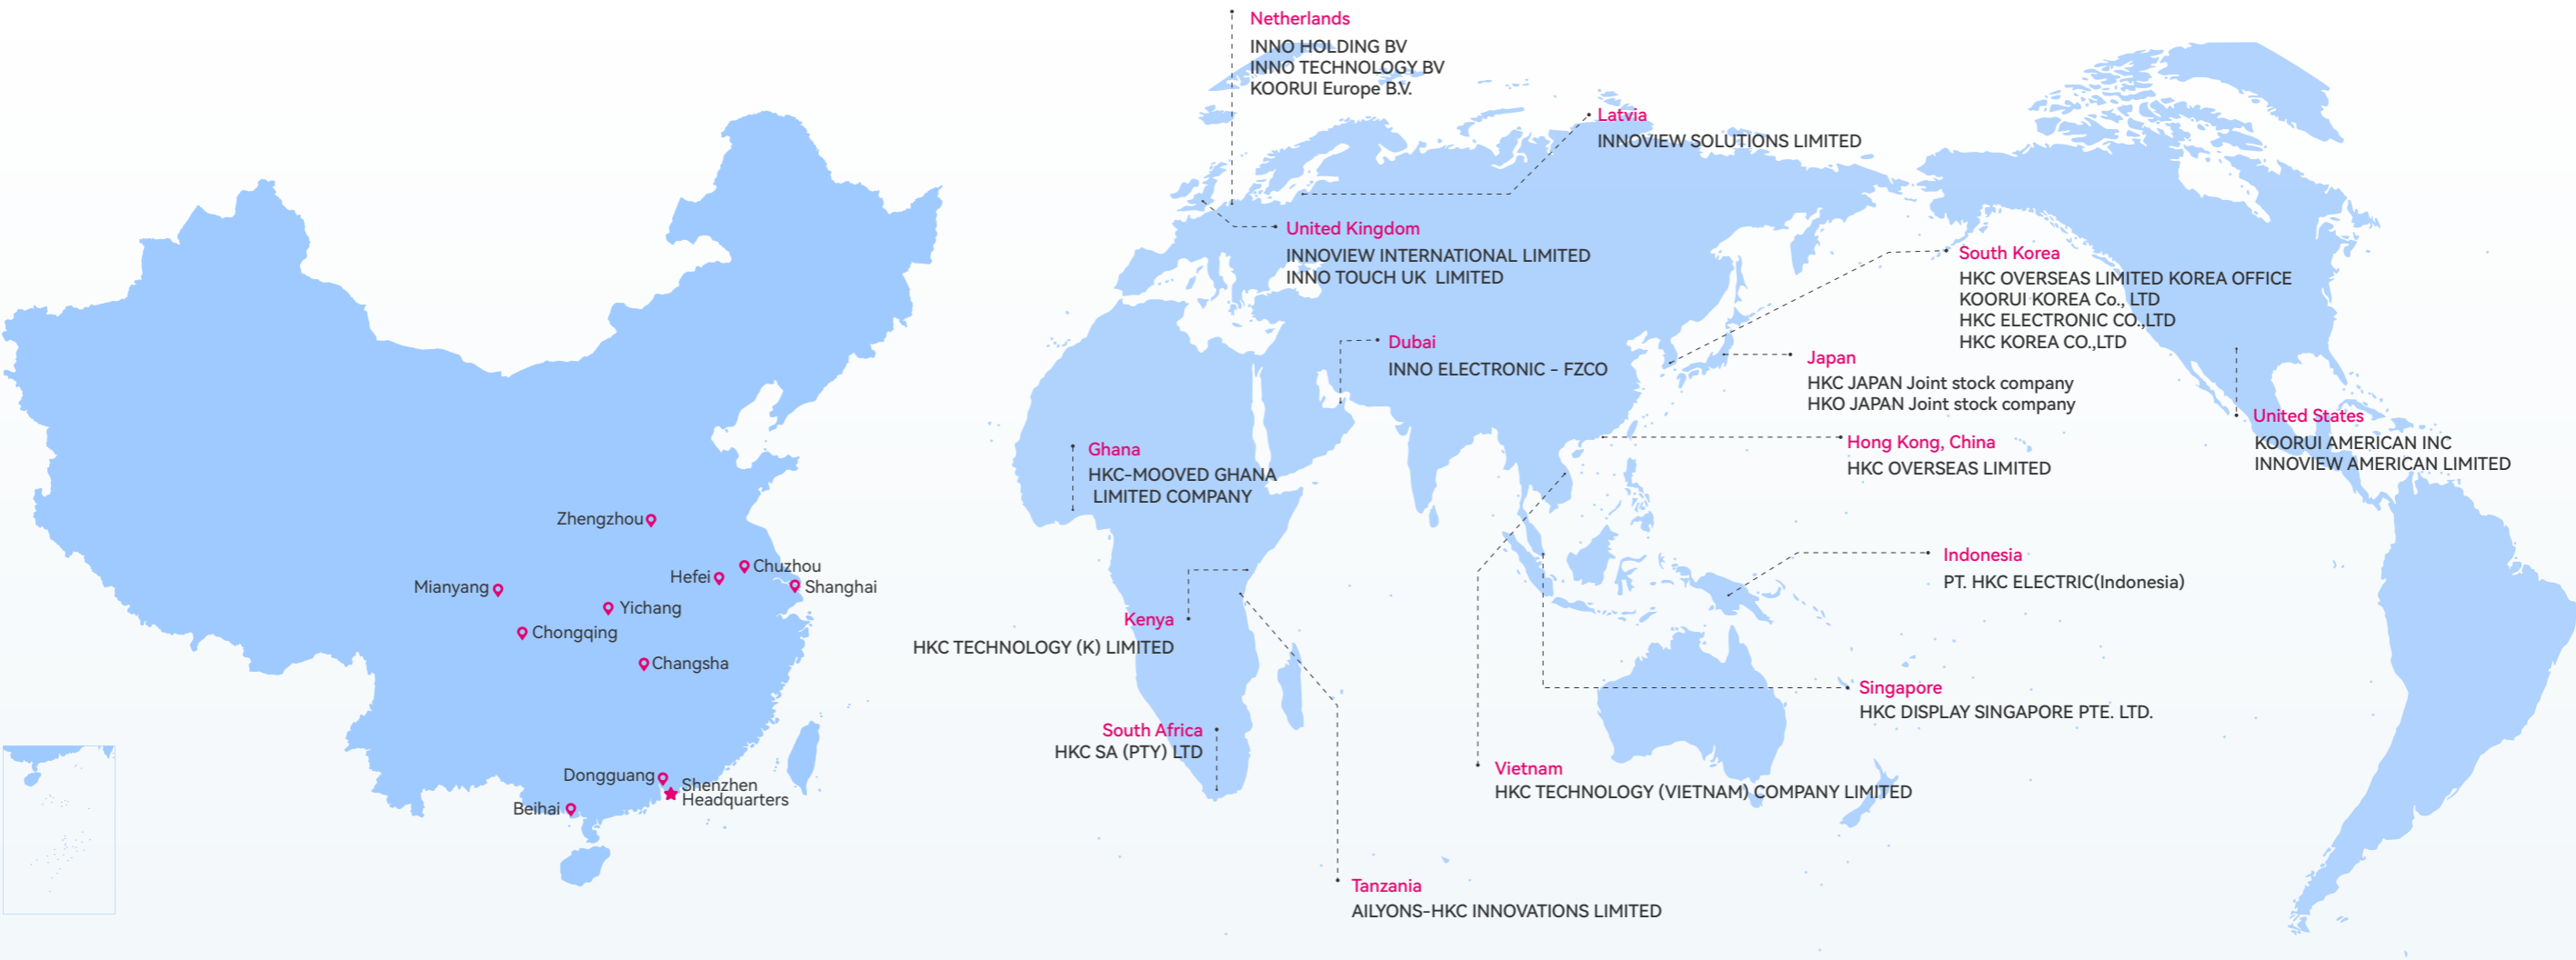 Zhengzhou
Chuzhou
Hefei
Shanghai
Mianyang
Yichang
Chongqing
Changsha
Dongguang
Shenzhen
Headquarters
Beihai
Netherlands
INNO HOLDING BV
INNO TECHNOLOGY BV
KOORUI Europe B.V.
Latvia
INNOVIEW SOLUTIONS LIMITED
United Kingdom
INNOVIEW INTERNATIONAL LIMITED
INNO TOUCH UK LIMITED
South Korea
HKC OVERSEAS LIMITED KOREA OFFICE
KOORUI KOREA Co., LTD
HKC ELECTRONIC CO.,LTD
HKC KOREA CO.,LTD
Dubai
INNO ELECTRONIC - FZCO
Japan
HKC JAPAN Joint stock company
HKO JAPAN Joint stock company
United States
KOORUI AMERICAN INC
INNOVIEW AMERICAN LIMITED
Hong Kong, China
HKC OVERSEAS LIMITED
Ghana
HKC-MOOVED GHANA
LIMITED COMPANY
Indonesia
PT. HKC ELECTRIC(Indonesia)
Kenya
HKC TECHNOLOGY (K) LIMITED
Singapore
HKC DISPLAY SINGAPORE PTE. LTD.
South Africa
HKC SA (PTY) LTD
Vietnam
HKC TECHNOLOGY (VIETNAM) COMPANY LIMITED
Tanzania
AILYONS-HKC INNOVATIONS LIMITED